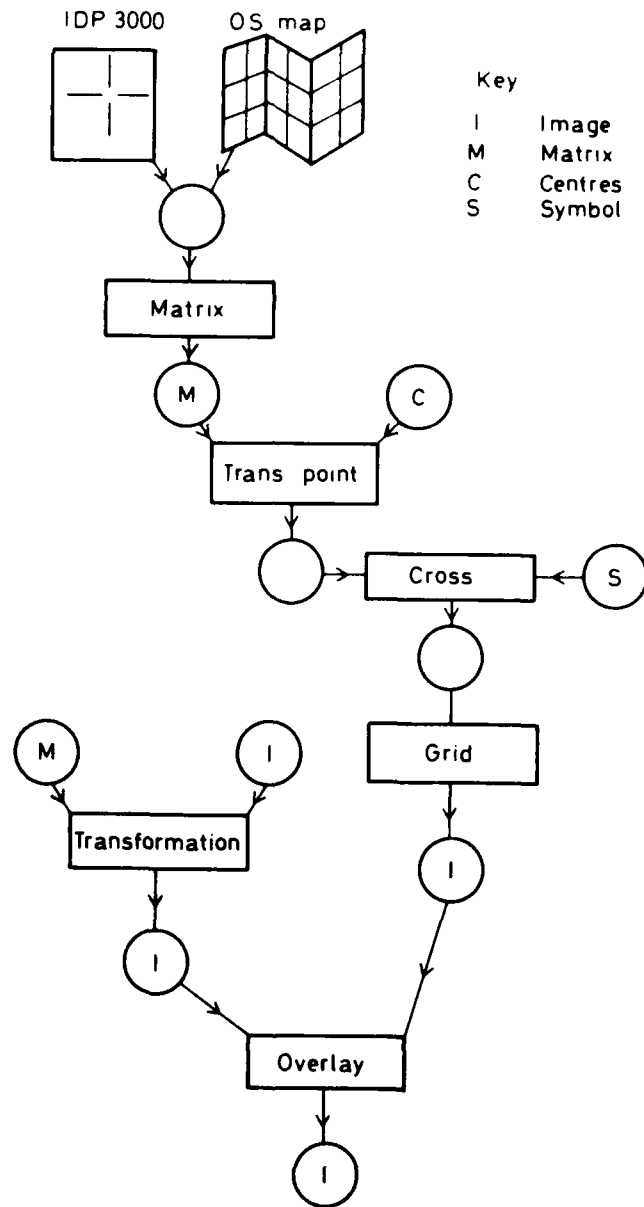 IDP 3000
OS map
Key
I Image
M Matrix
C Centres
S Symbol
Matrix
M
C
Trans point
Cross
S
M
I
Grid
Transformation
I
I
Overlay
I